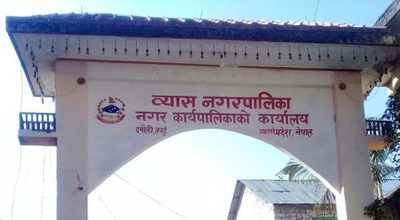 व्यास नगरपालिका
नगर कार्यपालिकाको कार्यालय
दमौली,तनहुँ
गण्डकी प्रदेश, नेपाल